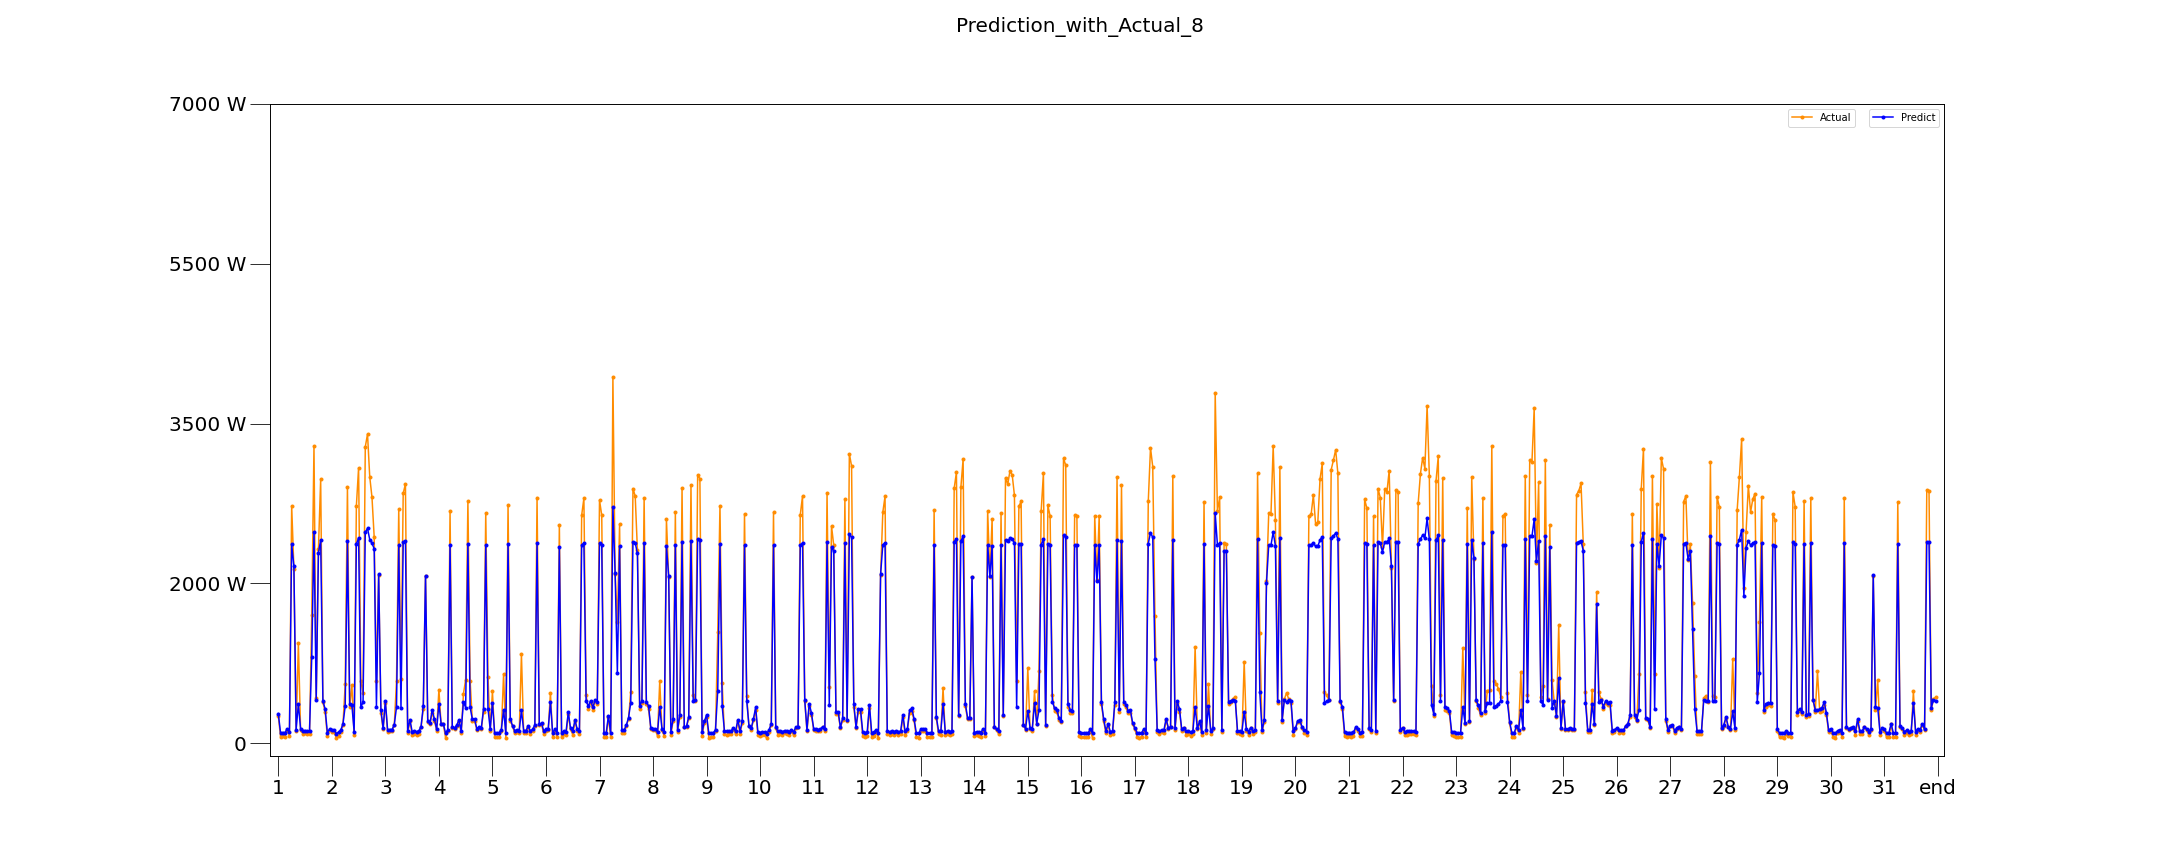 Prediction_with_Actual_8
7000 W
Actual Predict
5500 W
3500 W
2000 W
0
1 2 3 4 5 6 7 8 9 10 11 12 13 14 15 16 17 18 19 20 21 22 23 24 25 26 27 28 29 30 31 end